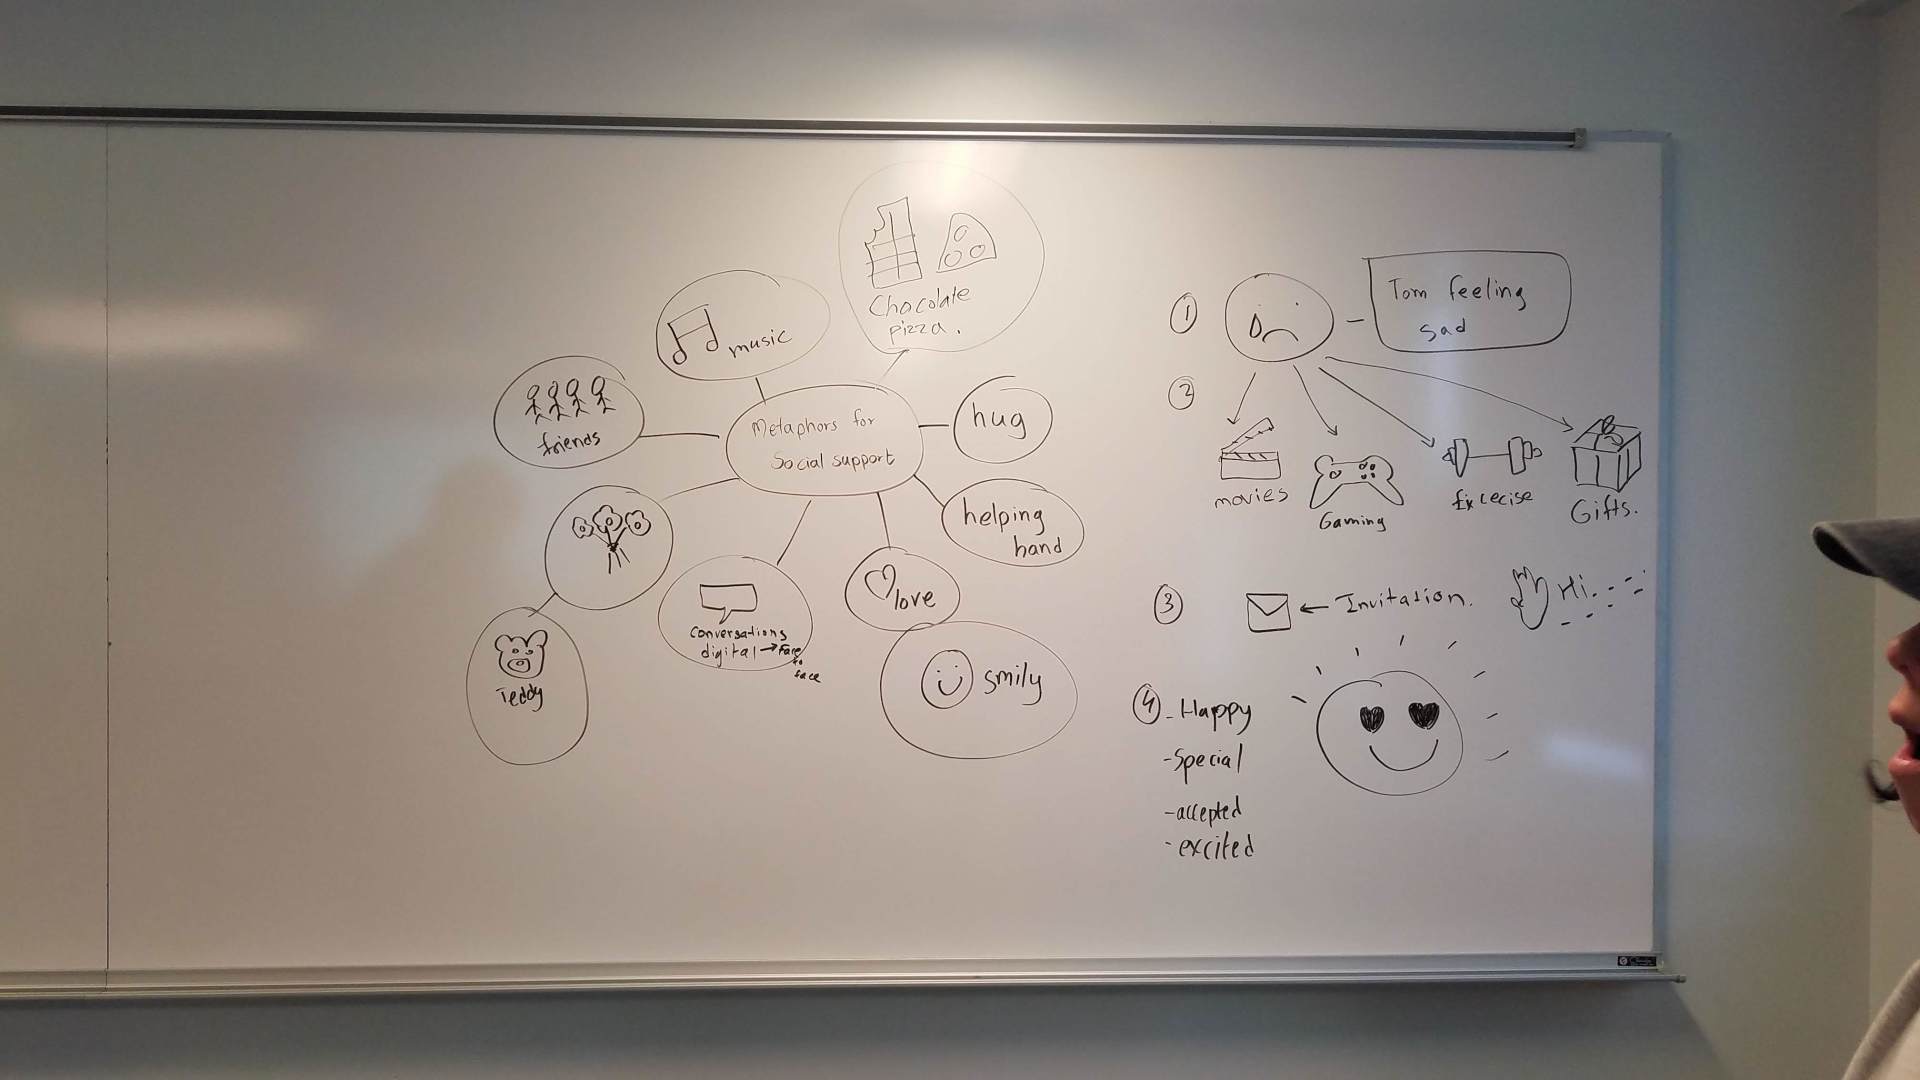 Chocolate
pizza.
music
friends
Metaphors for
Social support
hug
helping
hand
love
Conversations
digital → Face
to
face
smily
Teddy
1
Tom feeling
sad
2
movies
Gaming
Excecise
Gifts.
3
← Invitation.
Hi.
4 - Happy
- Special
- accepted
- excited